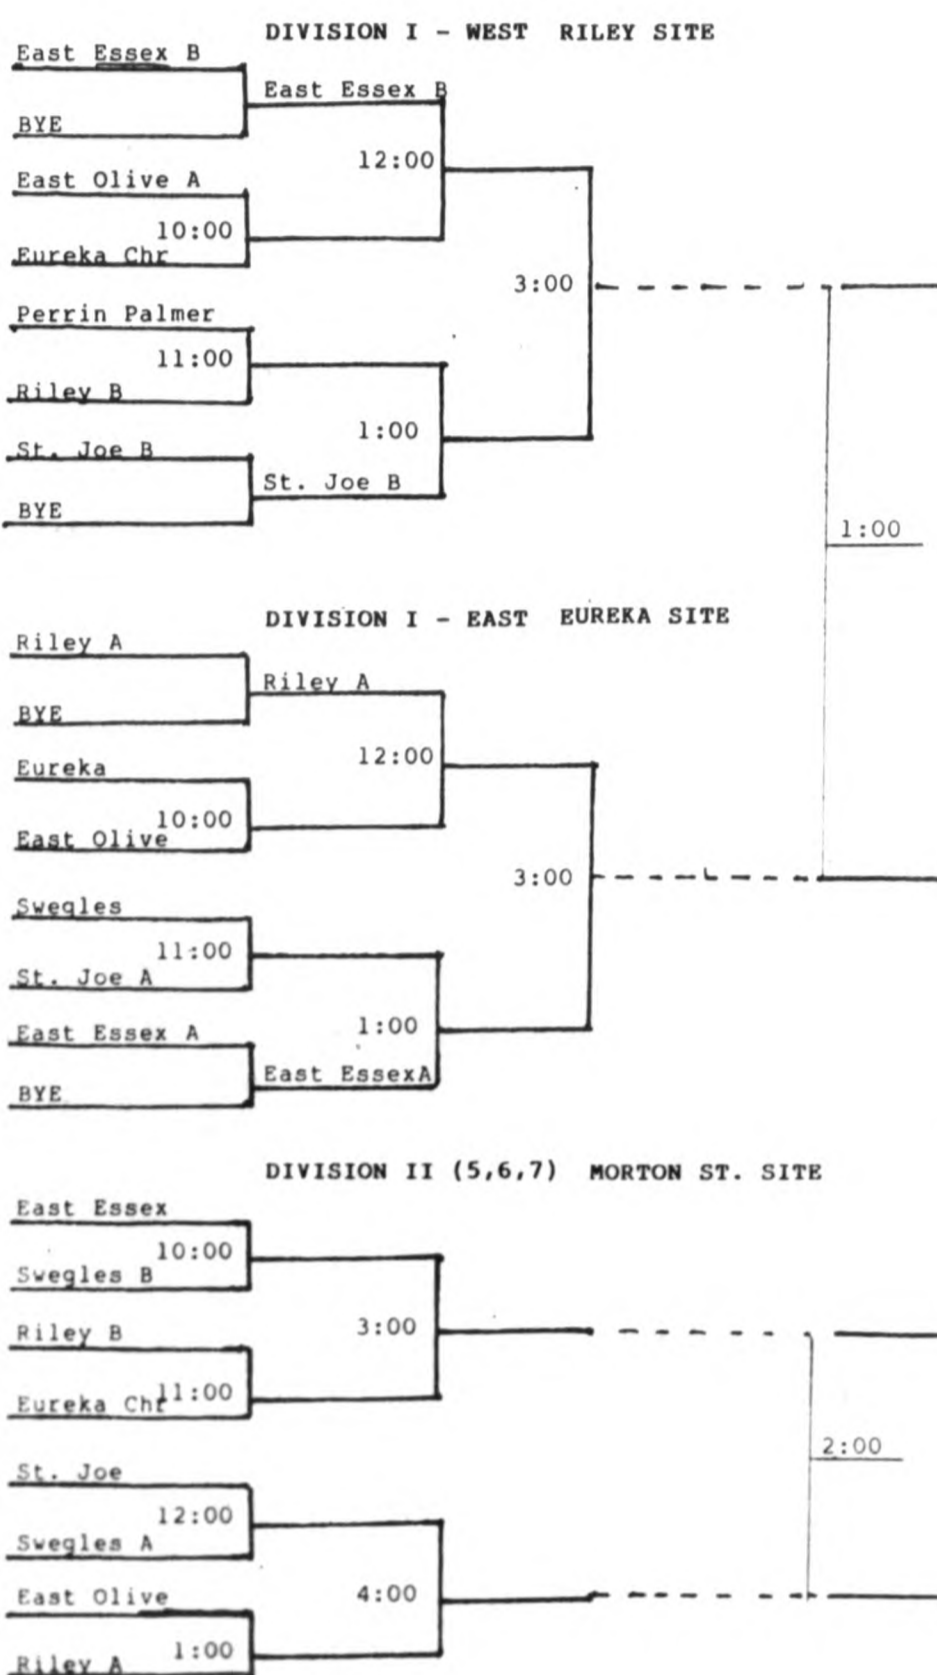 DIVISION I - WEST RILEY SITE
East Essex B
East Essex B
BYE
12:00
East Olive A
10:00
Eureka Chr
3:00
Perrin Palmer
11:00
Riley B
1:00
St. Joe B
St. Joe B
BYE
1:00
DIVISION I - EAST EUREKA SITE
Riley A
Riley A
BYE
12:00
Eureka
10:00
East Olive
3:00
Swegles
11:00
St. Joe A
1:00
East Essex A
East EssexA
BYE
DIVISION II (5,6,7) MORTON ST. SITE
East Essex
10:00
Swegles B
3:00
Riley B
11:00
Eureka Chr
2:00
St. Joe
12:00
Swegles A
4:00
East Olive
1:00
Riley A